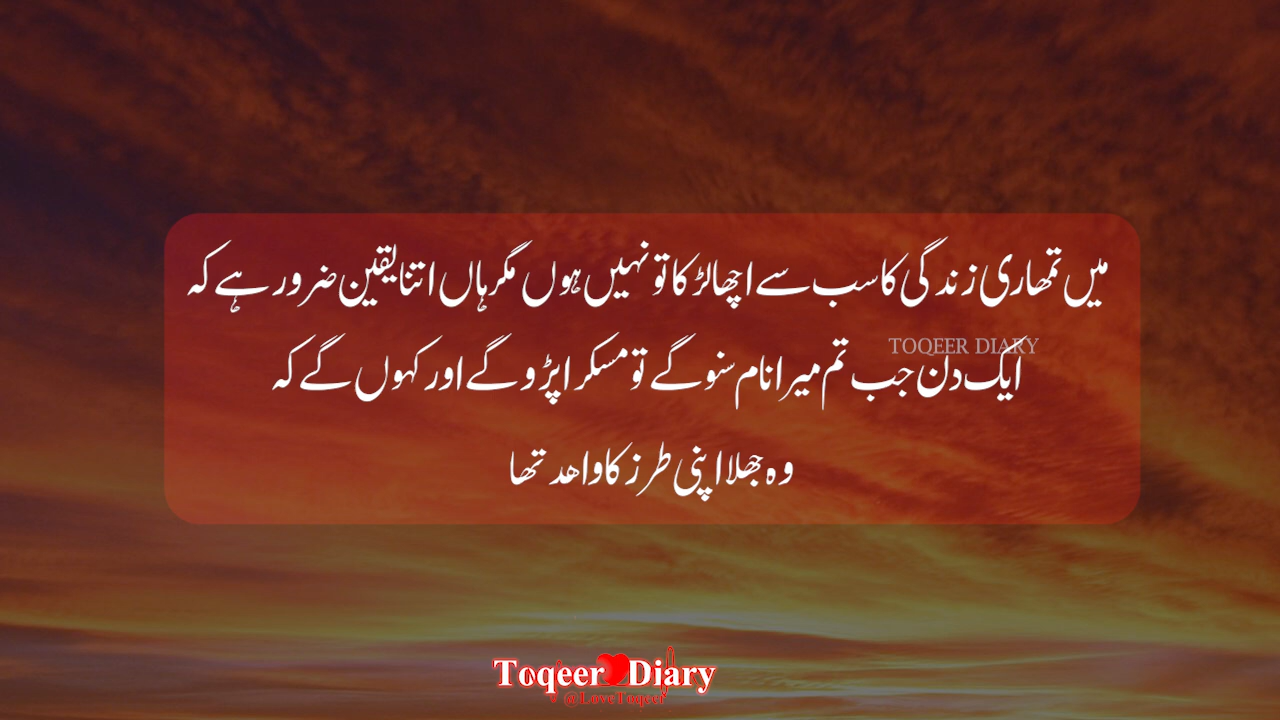 میں تمھاری زندگی کا سب سے اچھا لڑکا تو نہیں ہوں مگر ہاں اتنا یقین ضرور ہے کہ
TOQEER DIARY
ایک دن جب تم میرا نام سنو گے تو مسکرا پڑو گے اور کہوں گے کہ
وہ جھلا اپنی طرز کا واھد تھا
Toqeer Diary
@LoveToqeer